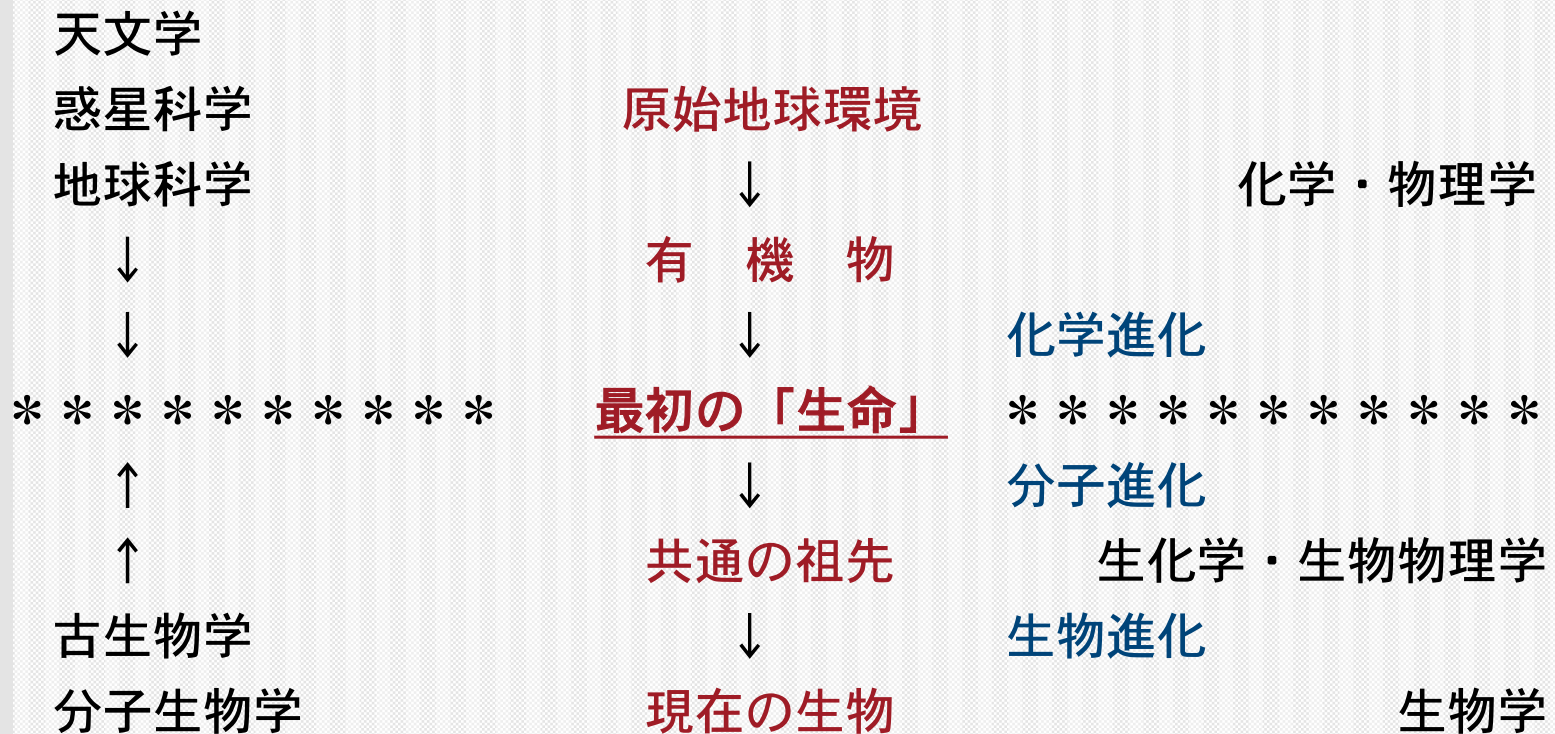 天文学
惑星科学 原始地球環境
地球科学 ↓ 化学・物理学
↓ 有　機　物
↓ ↓ 化学進化
＊＊＊＊＊＊＊＊＊＊ 最初の「生命」 ＊＊＊＊＊＊＊＊＊＊＊
↑ ↓ 分子進化
↑ 共通の祖先 生化学・生物物理学
古生物学 ↓ 生物進化
分子生物学 現在の生物 生物学